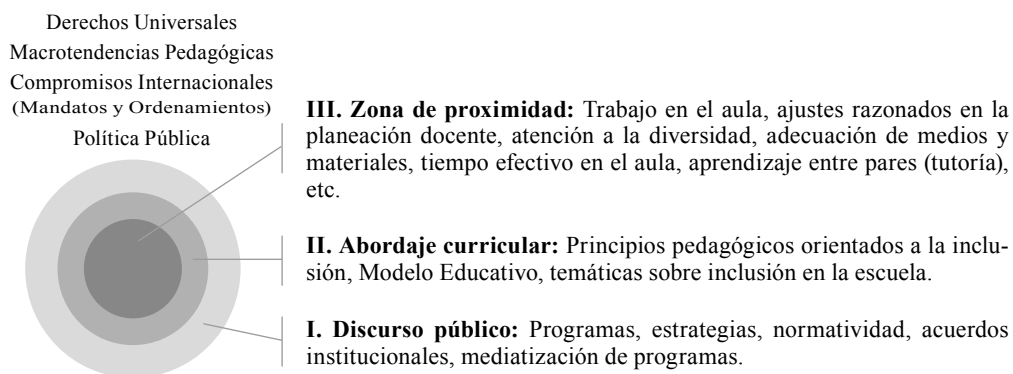 Derechos Universales
Macrotendencias Pedagógicas
Compromisos Internacionales
(Mandatos y Ordenamientos)
Política Pública
III. Zona de proximidad: Trabajo en el aula, ajustes razonados en la
planeación docente, atención a la diversidad, adecuación de medios y
materiales, tiempo efectivo en el aula, aprendizaje entre pares (tutoría),
etc.
II. Abordaje curricular: Principios pedagógicos orientados a la inclu-
sión, Modelo Educativo, temáticas sobre inclusión en la escuela.
I. Discurso público: Programas, estrategias, normatividad, acuerdos
institucionales, mediatización de programas.